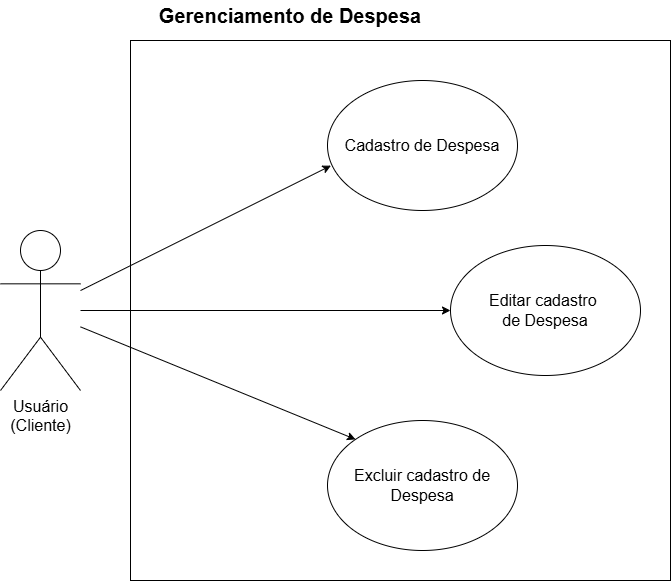 Gerenciamento de Despesa
Cadastro de Despesa
Editar cadastro
de Despesa
Usuário
(Cliente)
Excluir cadastro de
Despesa